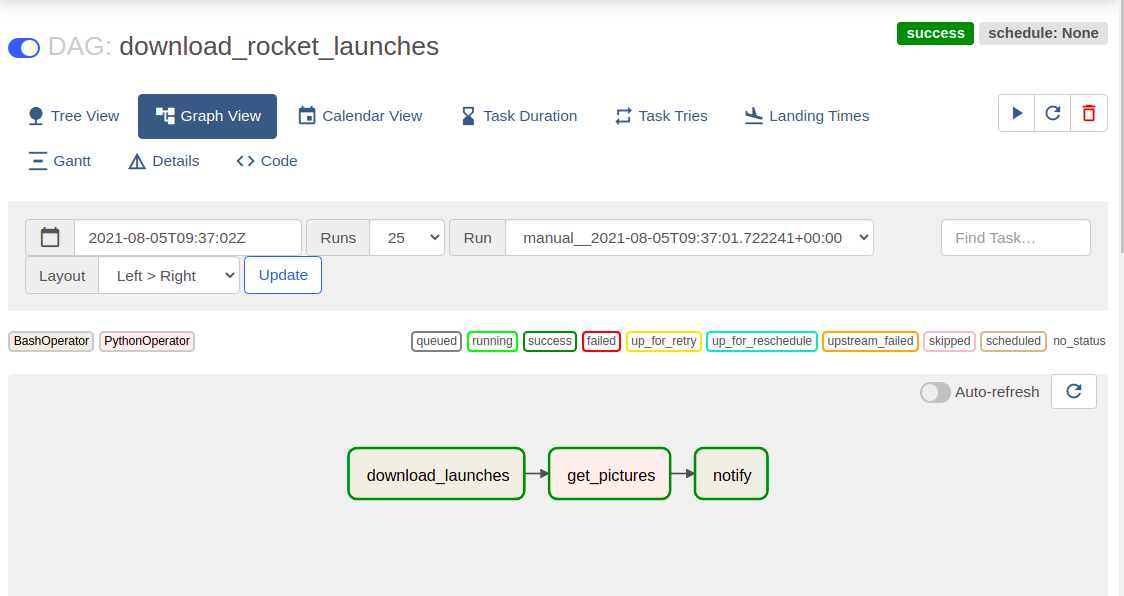 DAG: download_rocket_launches
success
schedule: None
Tree View
Graph View
Calendar View
Task Duration
Task Tries
Landing Times
Gantt
Details
Code
2021-08-05T09:37:02Z
Runs
25
Run
manual__2021-08-05T09:37:01.722241+00:00
Find Task...
Layout
Left > Right
Update
BashOperator
PythonOperator
queued
running
success
failed
up_for_retry
up_for_reschedule
upstream_failed
skipped
scheduled
no_status
Auto-refresh
download_launches
get_pictures
notify